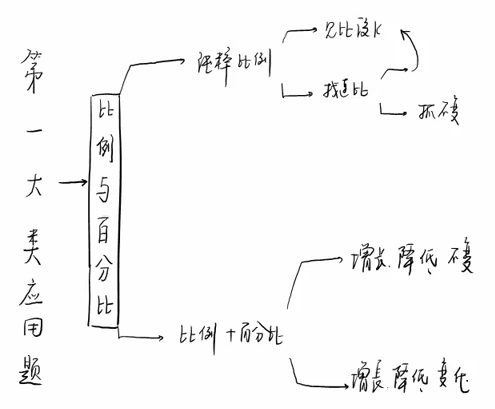 第一大类应用题
比例与百分比
纯粹比例
见比设K
找连比
抓不变
比例+百分比
增长.降低 不变
增长.降低 变化